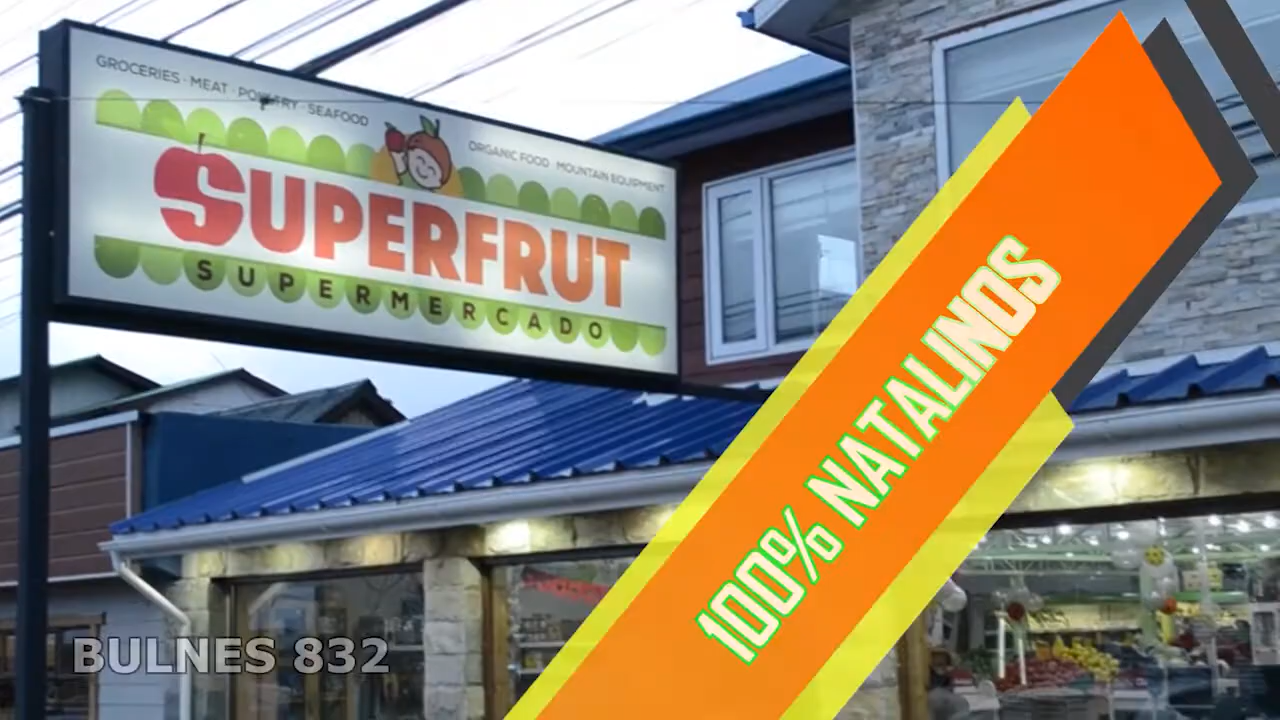 GROCERIES · MEAT · POULTRY · SEAFOOD
ORGANIC FOOD · MOUNTAIN EQUIPMENT
SUPERFRUT
SUPERMERCADO
100% NATALINOS
BULNES 832